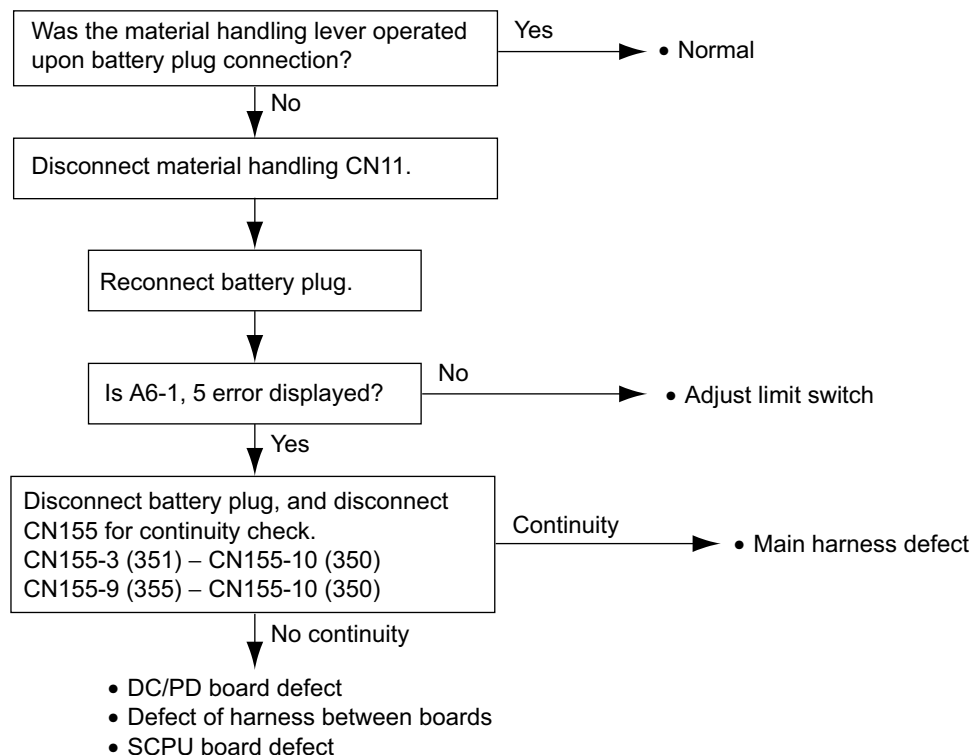 Was the material handling lever operated
upon battery plug connection?
Yes
• Normal
No
Disconnect material handling CN11.
Reconnect battery plug.
Is A6-1, 5 error displayed?
No
• Adjust limit switch
Yes
Disconnect battery plug, and disconnect
CN155 for continuity check.
CN155-3 (351) – CN155-10 (350)
CN155-9 (355) – CN155-10 (350)
Continuity
• Main harness defect
No continuity
• DC/PD board defect
• Defect of harness between boards
• SCPU board defect